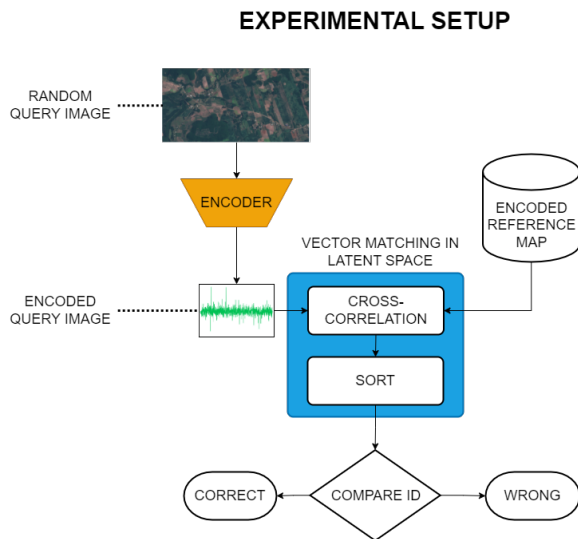 EXPERIMENTAL SETUP
RANDOM
QUERY IMAGE
ENCODER
ENCODED
REFERENCE
MAP
VECTOR MATCHING IN
LATENT SPACE
ENCODED
QUERY IMAGE
CROSS-
CORRELATION
SORT
CORRECT
COMPARE ID
WRONG